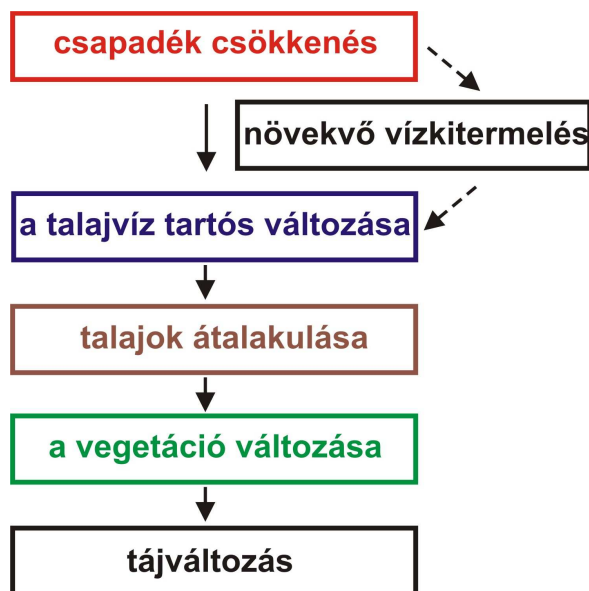 csapadék csökkenés
növekvő vízkitermelés
a talajvíz tartós változása
talajok átalakulása
a vegetáció változása
tájváltozás